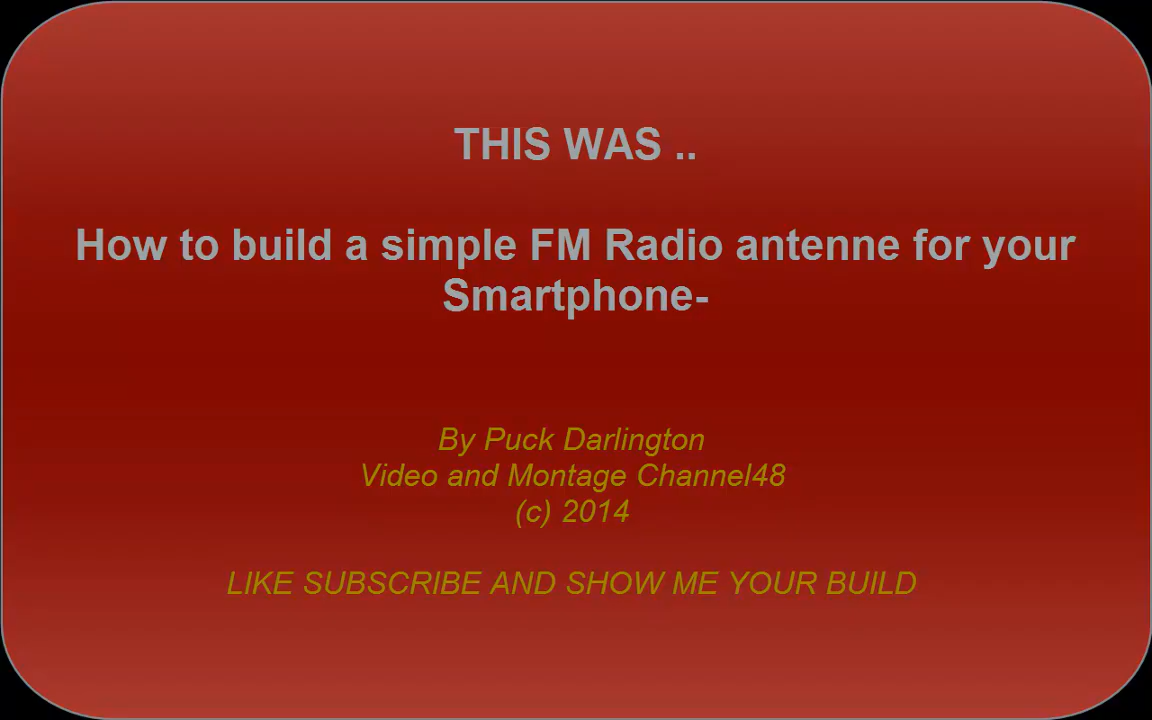 THIS WAS ..
How to build a simple FM Radio antenne for your
Smartphone-
By Puck Darlington
Video and Montage Channel48
(c) 2014
LIKE SUBSCRIBE AND SHOW ME YOUR BUILD